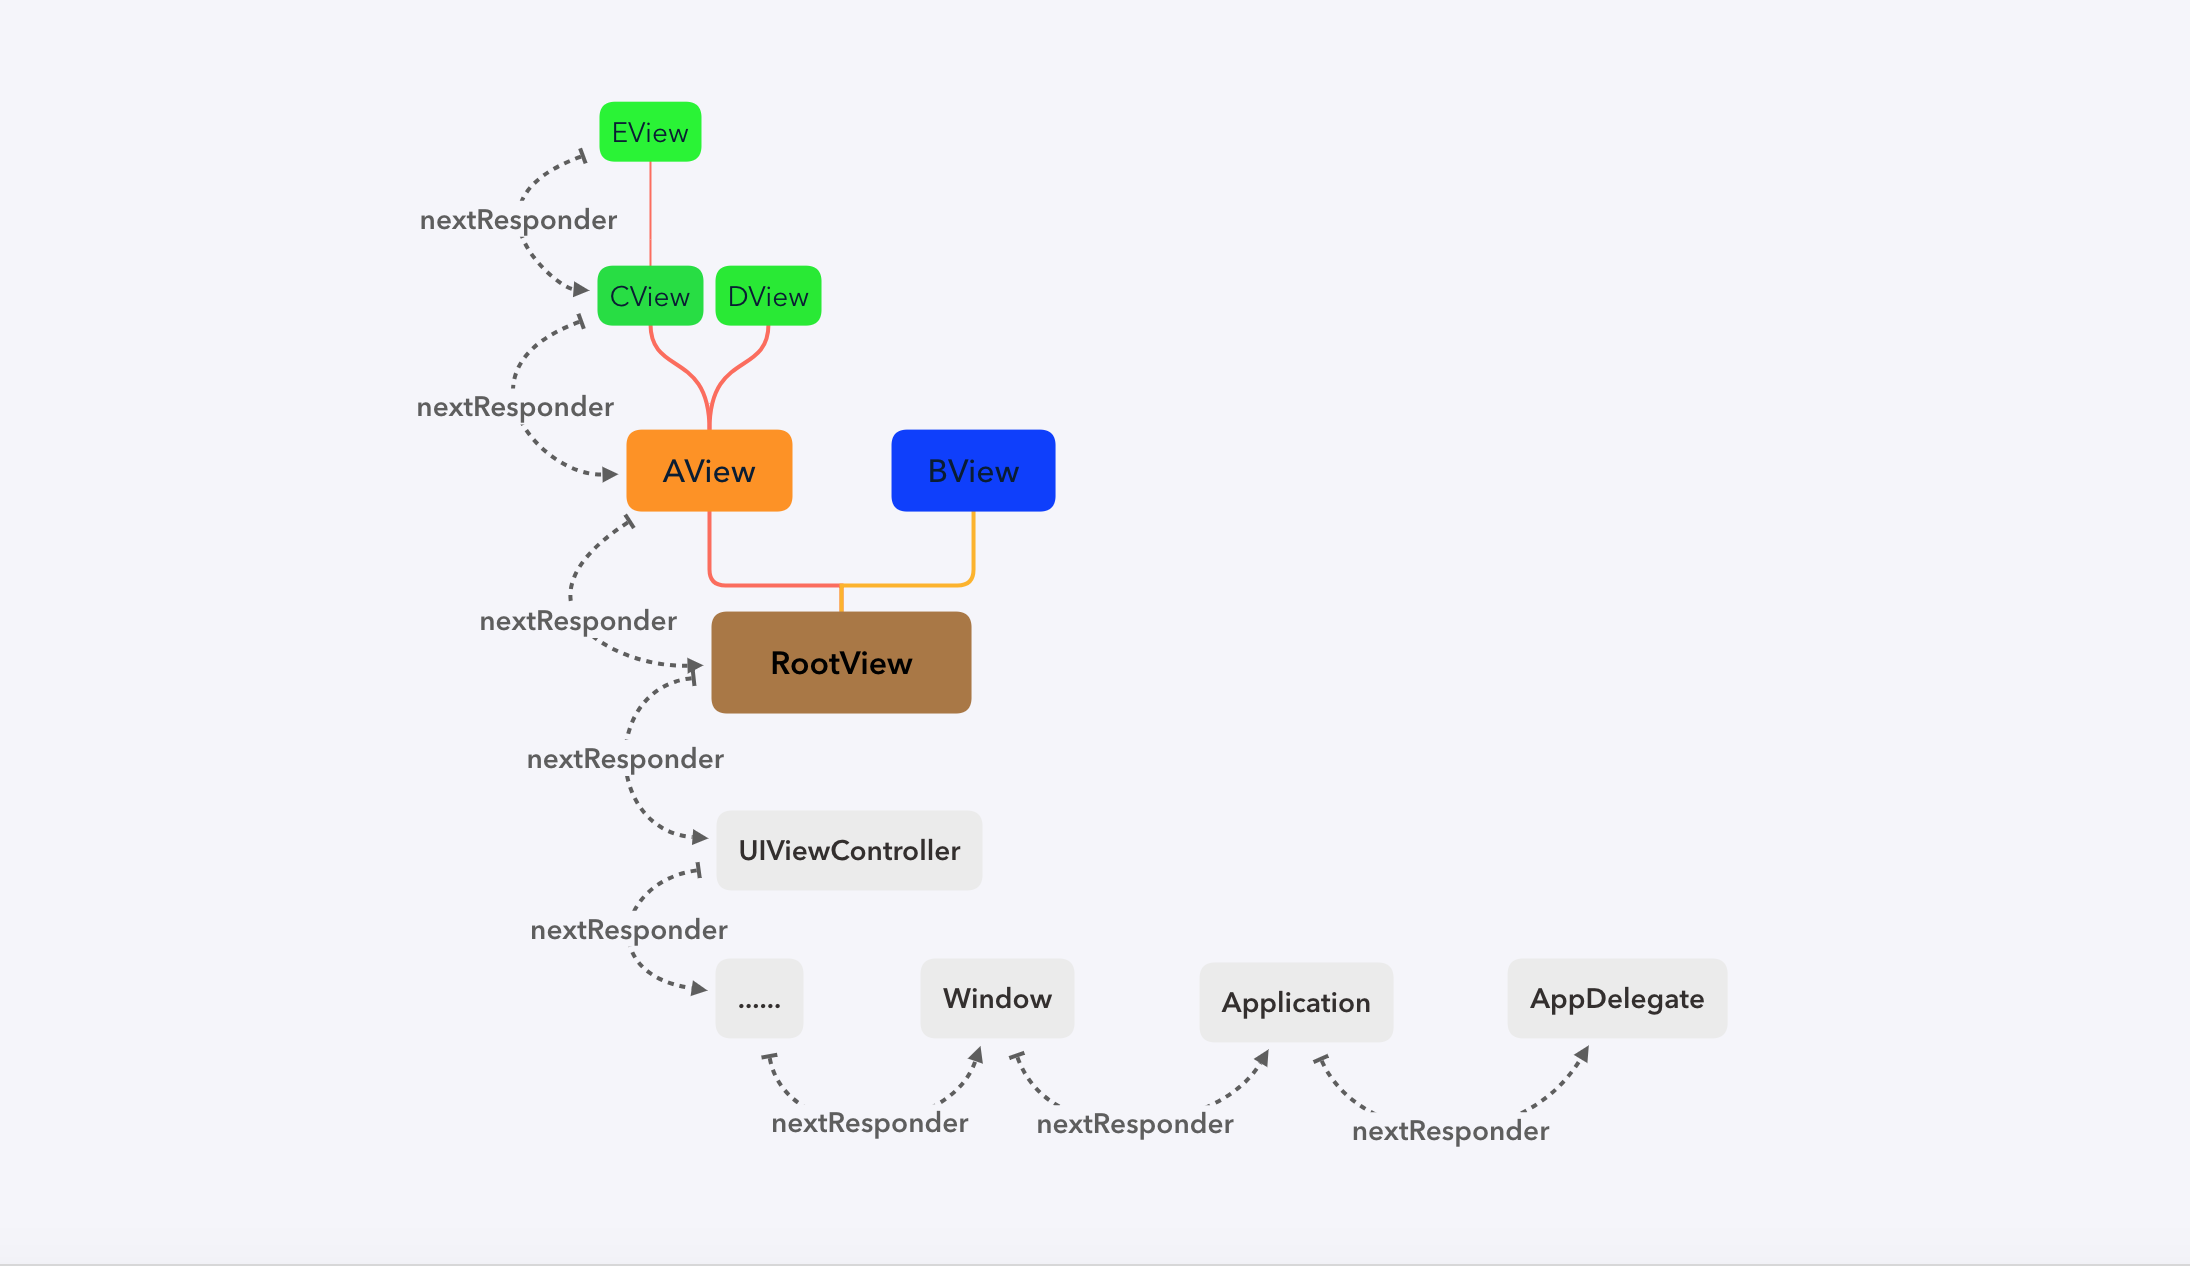 EView
nextResponder
CView
DView
nextResponder
AView
BView
nextResponder
RootView
nextResponder
UIViewController
nextResponder
......
Window
Application
AppDelegate
nextResponder
nextResponder
nextResponder